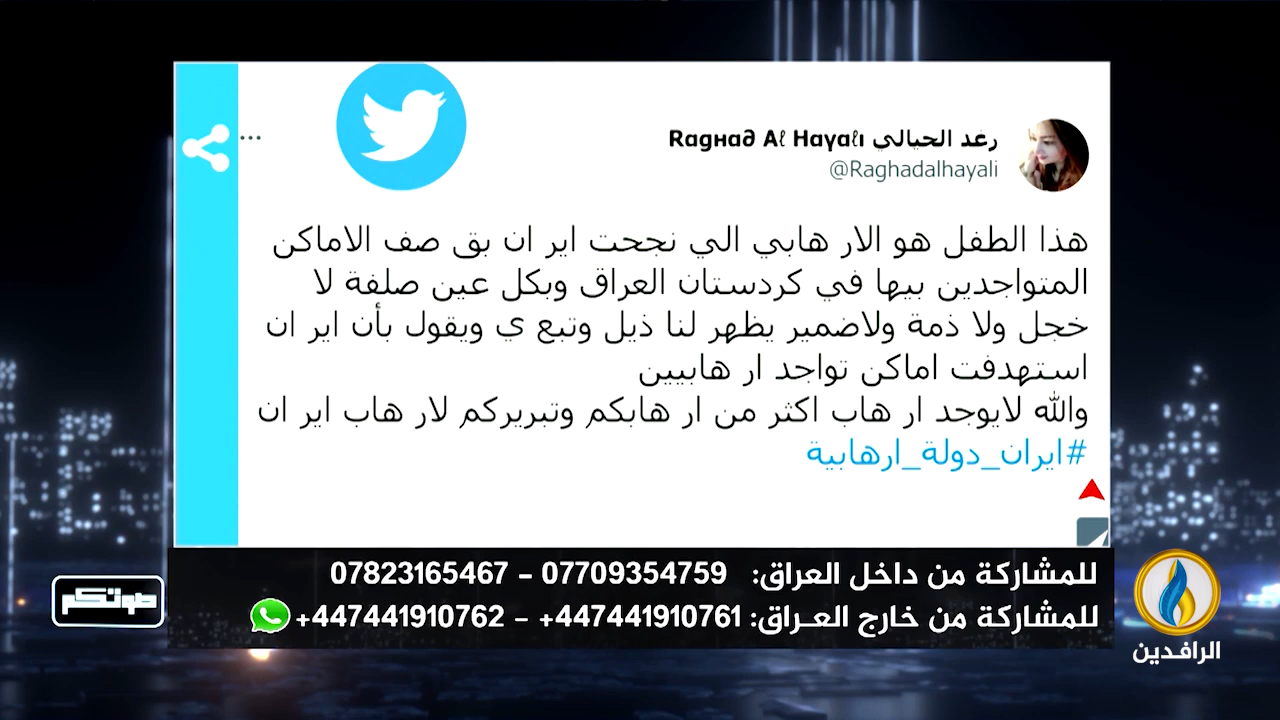 رغد الحيالي Raghad Al Hayali
@Raghadalhayali
هذا الطفل هو الار هابي الي نجحت اير ان بق صف الاماكن
المتواجدين بيها في كردستان العراق وبكل عين صلفة لا
خجل ولا ذمة ولاضمير يظهر لنا ذيل وتبع ي ويقول بأن اير ان
استهدفت اماكن تواجد ار هابيين
والله لايوجد ار هاب اكثر من ار هابكم وتبريركم لار هاب اير ان
#ايران_دولة_ارهابية
للمشاركة من داخل العراق: 07709354759 - 07823165467
للمشاركة من خارج العـراق: 447441910761+ - 447441910762+
صوتكم
الرافدين